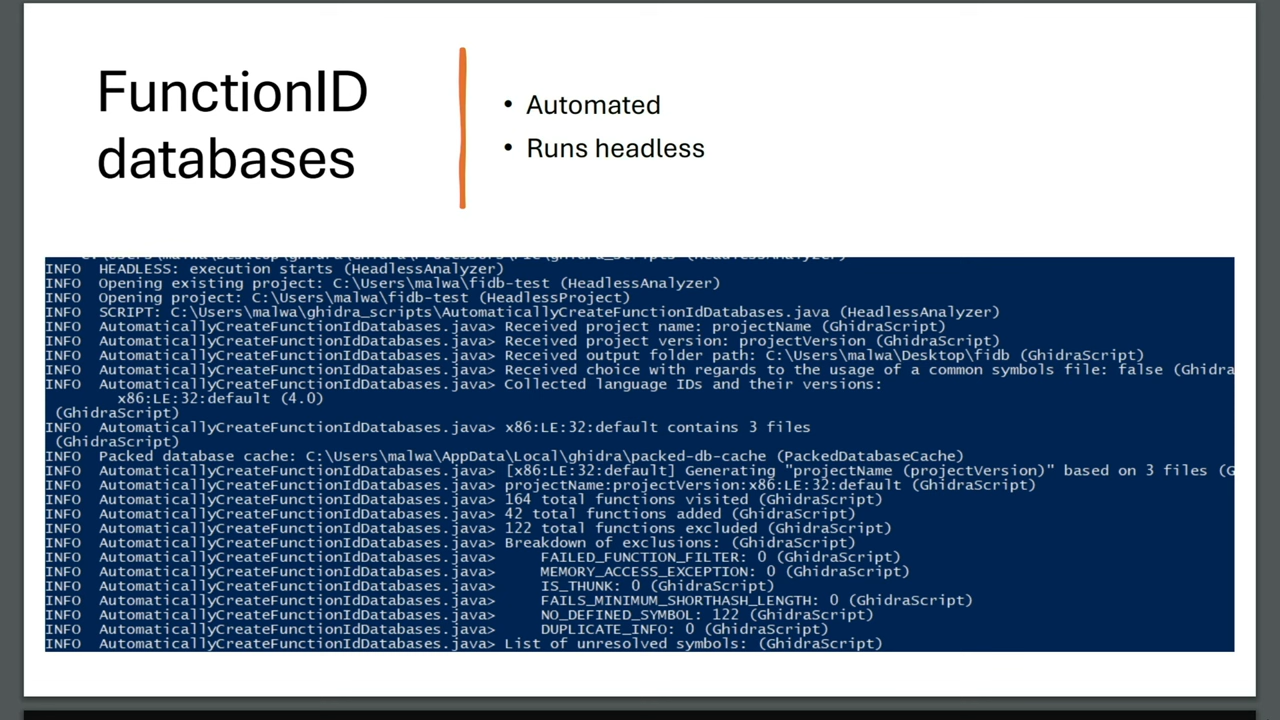 FunctionID
databases
• Automated
• Runs headless
INFO  HEADLESS: execution starts (HeadlessAnalyzer)
INFO  Opening existing project: C:\Users\malwa\fidb-test (HeadlessAnalyzer)
INFO  Opening project: C:\Users\malwa\fidb-test (HeadlessProject)
INFO  SCRIPT: C:\Users\malwa\ghidra_scripts\AutomaticallyCreateFunctionIdDatabases.java (HeadlessAnalyzer)
INFO  AutomaticallyCreateFunctionIdDatabases.java> Received project name: projectName (GhidraScript)
INFO  AutomaticallyCreateFunctionIdDatabases.java> Received project version: projectVersion (GhidraScript)
INFO  AutomaticallyCreateFunctionIdDatabases.java> Received output folder path: C:\Users\malwa\Desktop\fidb (GhidraScript)
INFO  AutomaticallyCreateFunctionIdDatabases.java> Received choice with regards to the usage of a common symbols file: false (Ghidra
INFO  AutomaticallyCreateFunctionIdDatabases.java> Collected language IDs and their versions:
x86:LE:32:default (4.0)
(GhidraScript)
INFO  AutomaticallyCreateFunctionIdDatabases.java> x86:LE:32:default contains 3 files
(GhidraScript)
INFO  Packed database cache: C:\Users\malwa\AppData\Local\ghidra\packed-db-cache (PackedDatabaseCache)
INFO  AutomaticallyCreateFunctionIdDatabases.java> [x86:LE:32:default] Generating "projectName (projectVersion)" based on 3 files (G
INFO  AutomaticallyCreateFunctionIdDatabases.java> projectName:projectVersion:x86:LE:32:default (GhidraScript)
INFO  AutomaticallyCreateFunctionIdDatabases.java> 164 total functions visited (GhidraScript)
INFO  AutomaticallyCreateFunctionIdDatabases.java> 42 total functions added (GhidraScript)
INFO  AutomaticallyCreateFunctionIdDatabases.java> 122 total functions excluded (GhidraScript)
INFO  AutomaticallyCreateFunctionIdDatabases.java> Breakdown of exclusions: (GhidraScript)
INFO  AutomaticallyCreateFunctionIdDatabases.java>     FAILED_FUNCTION_FILTER: 0 (GhidraScript)
INFO  AutomaticallyCreateFunctionIdDatabases.java>     MEMORY_ACCESS_EXCEPTION: 0 (GhidraScript)
INFO  AutomaticallyCreateFunctionIdDatabases.java>     IS_THUNK: 0 (GhidraScript)
INFO  AutomaticallyCreateFunctionIdDatabases.java>     FAILS_MINIMUM_SHORTHASH_LENGTH: 0 (GhidraScript)
INFO  AutomaticallyCreateFunctionIdDatabases.java>     NO_DEFINED_SYMBOL: 122 (GhidraScript)
INFO  AutomaticallyCreateFunctionIdDatabases.java>     DUPLICATE_INFO: 0 (GhidraScript)
INFO  AutomaticallyCreateFunctionIdDatabases.java> List of unresolved symbols: (GhidraScript)